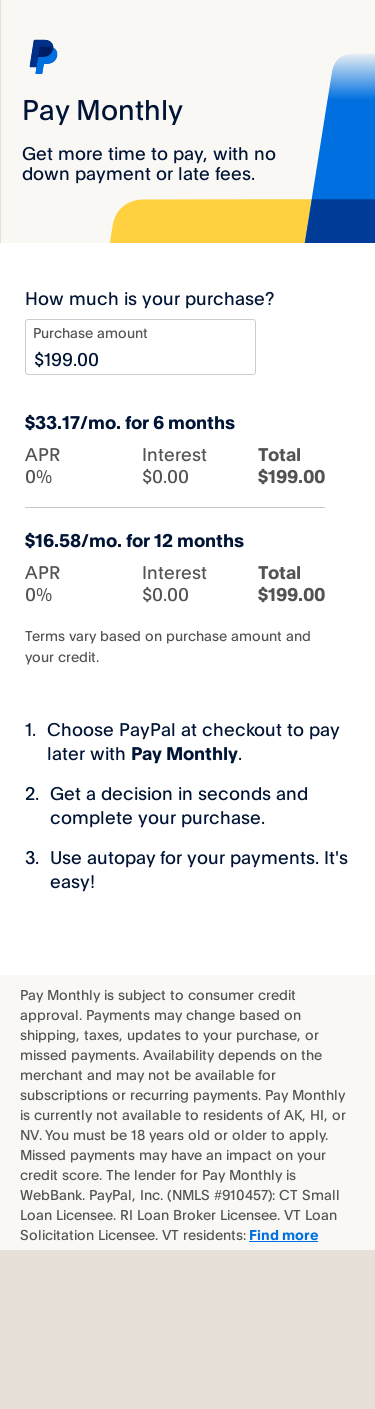 Pay Monthly
Get more time to pay, with no
down payment or late fees.
How much is your purchase?
Purchase amount
$199.00
$33.17/mo. for 6 months
APR Interest Total
0% $0.00 $199.00
$16.58/mo. for 12 months
APR Interest Total
0% $0.00 $199.00
Terms vary based on purchase amount and
your credit.
1. Choose PayPal at checkout to pay
later with Pay Monthly.
2. Get a decision in seconds and
complete your purchase.
3. Use autopay for your payments. It's
easy!
Pay Monthly is subject to consumer credit
approval. Payments may change based on
shipping, taxes, updates to your purchase, or
missed payments. Availability depends on the
merchant and may not be available for
subscriptions or recurring payments. Pay Monthly
is currently not available to residents of AK, HI, or
NV. You must be 18 years old or older to apply.
Missed payments may have an impact on your
credit score. The lender for Pay Monthly is
WebBank. PayPal, Inc. (NMLS #910457): CT Small
Loan Licensee. RI Loan Broker Licensee. VT Loan
Solicitation Licensee. VT residents: Find more